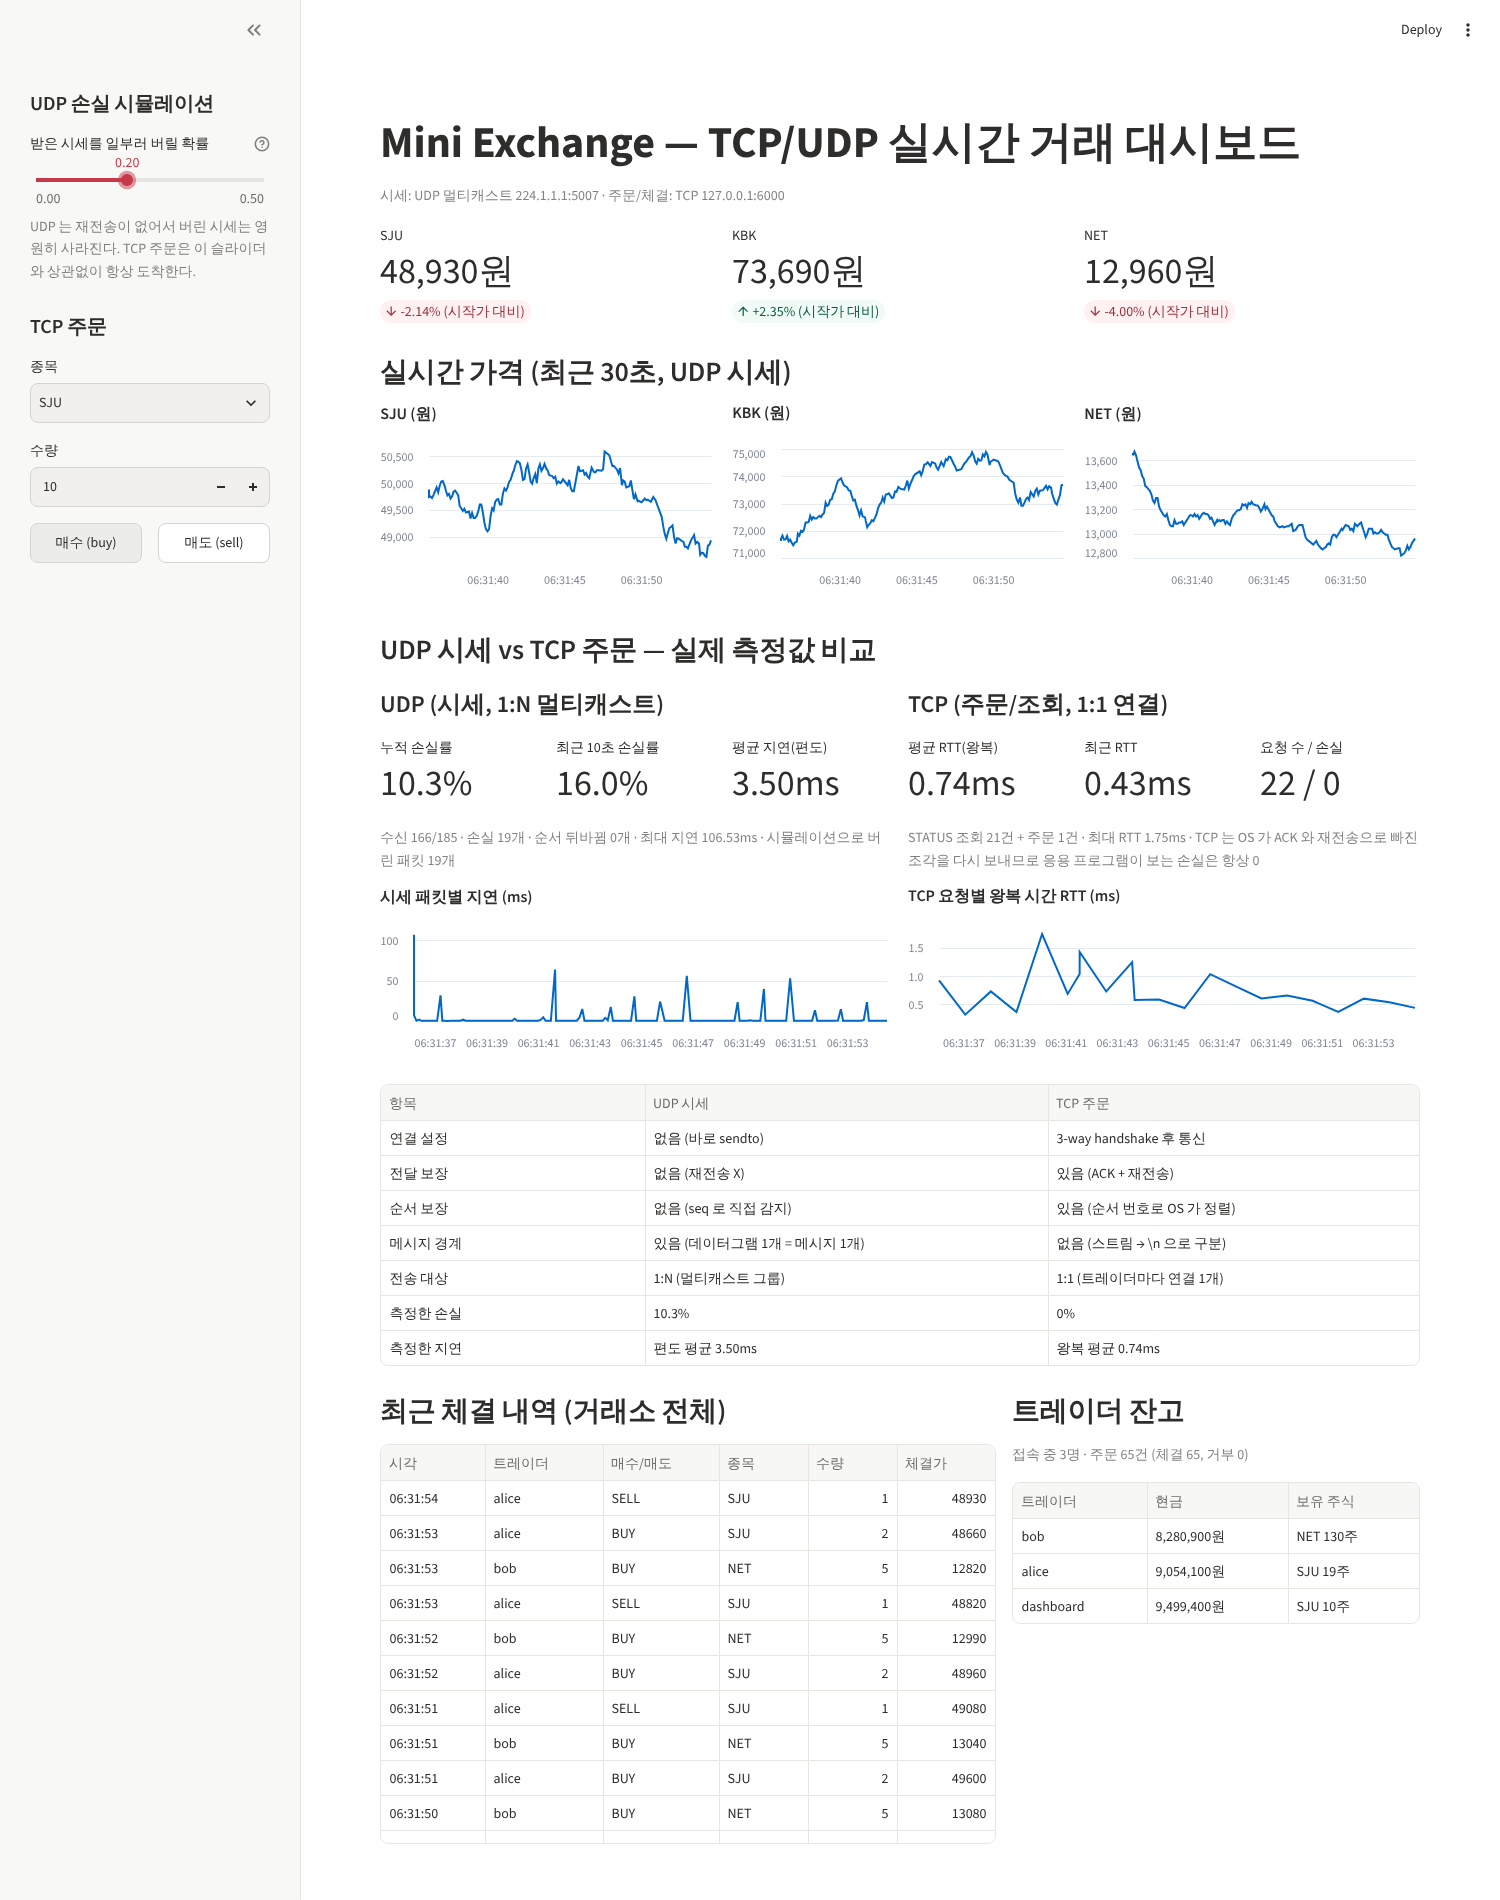 Deploy
UDP 손실 시뮬레이션
받은 시세를 일부러 버릴 확률
0.20
0.00 0.50
UDP 는 재전송이 없어서 버린 시세는 영
원히 사라진다. TCP 주문은 이 슬라이더
와 상관없이 항상 도착한다.
TCP 주문
종목
SJU
수량
10
매수 (buy) 매도 (sell)
Mini Exchange — TCP/UDP 실시간 거래 대시보드
시세: UDP 멀티캐스트 224.1.1.1:5007 · 주문/체결: TCP 127.0.0.1:6000
SJU KBK NET
48,930원 73,690원 12,960원
↓ -2.14% (시작가 대비) ↑ +2.35% (시작가 대비) ↓ -4.00% (시작가 대비)
실시간 가격 (최근 30초, UDP 시세)
SJU (원)
50,500
50,000
49,500
49,000
06:31:40 06:31:45 06:31:50
KBK (원)
75,000
74,000
73,000
72,000
71,000
06:31:40 06:31:45 06:31:50
NET (원)
13,600
13,400
13,200
13,000
12,800
06:31:40 06:31:45 06:31:50
UDP 시세 vs TCP 주문 — 실제 측정값 비교
UDP (시세, 1:N 멀티캐스트)
누적 손실률 최근 10초 손실률 평균 지연(편도)
10.3% 16.0% 3.50ms
수신 166/185 · 손실 19개 · 순서 뒤바뀜 0개 · 최대 지연 106.53ms · 시뮬레이션으로 버
린 패킷 19개
시세 패킷별 지연 (ms)
100
50
0
06:31:37 06:31:39 06:31:41 06:31:43 06:31:45 06:31:47 06:31:49 06:31:51 06:31:53
TCP (주문/조회, 1:1 연결)
평균 RTT(왕복) 최근 RTT 요청 수 / 손실
0.74ms 0.43ms 22 / 0
STATUS 조회 21건 + 주문 1건 · 최대 RTT 1.75ms · TCP 는 OS 가 ACK 와 재전송으로 빠진
조각을 다시 보내므로 응용 프로그램이 보는 손실은 항상 0
TCP 요청별 왕복 시간 RTT (ms)
1.5
1.0
0.5
06:31:37 06:31:39 06:31:41 06:31:43 06:31:45 06:31:47 06:31:49 06:31:51 06:31:53
항목 UDP 시세 TCP 주문
연결 설정 없음 (바로 sendto) 3-way handshake 후 통신
전달 보장 없음 (재전송 X) 있음 (ACK + 재전송)
순서 보장 없음 (seq 로 직접 감지) 있음 (순서 번호로 OS 가 정렬)
메시지 경계 있음 (데이터그램 1개 = 메시지 1개) 없음 (스트림 → \n 으로 구분)
전송 대상 1:N (멀티캐스트 그룹) 1:1 (트레이더마다 연결 1개)
측정한 손실 10.3% 0%
측정한 지연 편도 평균 3.50ms 왕복 평균 0.74ms
최근 체결 내역 (거래소 전체)
시각 트레이더 매수/매도 종목 수량 체결가
06:31:54 alice SELL SJU 1 48930
06:31:53 alice BUY SJU 2 48660
06:31:53 bob BUY NET 5 12820
06:31:53 alice SELL SJU 1 48820
06:31:52 bob BUY NET 5 12990
06:31:52 alice BUY SJU 2 48960
06:31:51 alice SELL SJU 1 49080
06:31:51 bob BUY NET 5 13040
06:31:51 alice BUY SJU 2 49600
06:31:50 bob BUY NET 5 13080
트레이더 잔고
접속 중 3명 · 주문 65건 (체결 65, 거부 0)
트레이더 현금 보유 주식
bob 8,280,900원 NET 130주
alice 9,054,100원 SJU 19주
dashboard 9,499,400원 SJU 10주